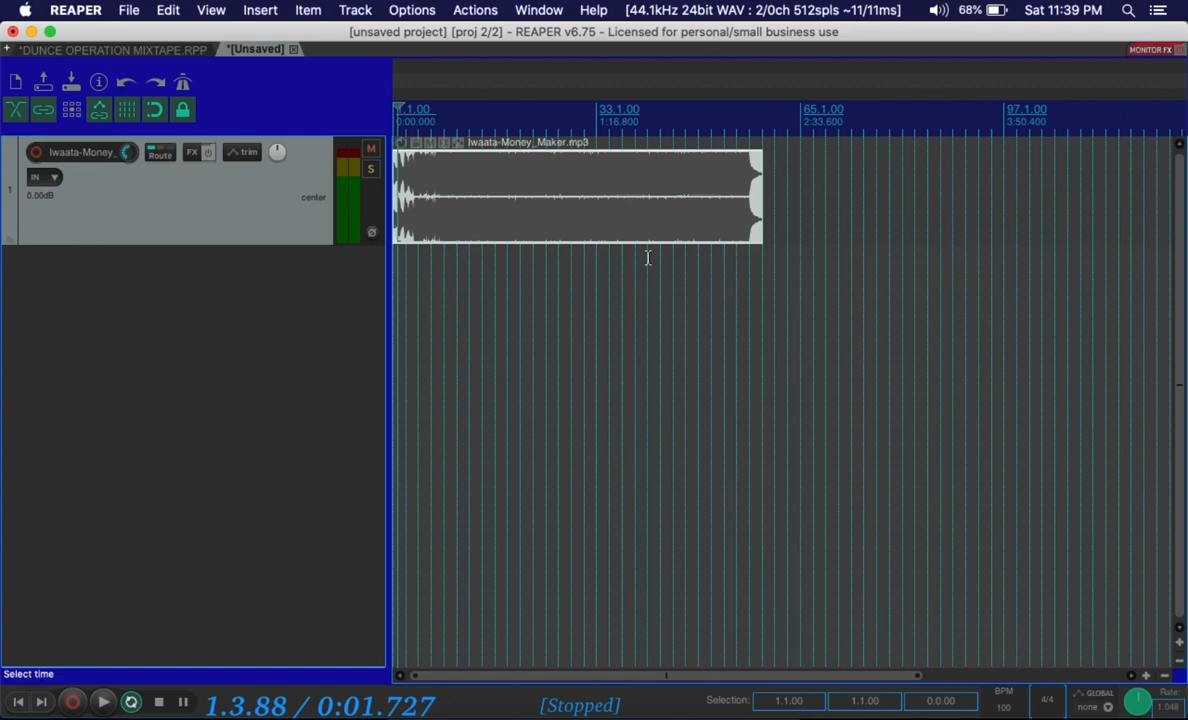 REAPER File Edit View Insert Item Track Options Actions Window Help [44.1kHz 24bit WAV : 2/0ch 512spls ~11/11ms] 68% Sat 11:39 PM
[unsaved project] [proj 2/2] - REAPER v6.75 - Licensed for personal/small business use
+ *DUNCE OPERATION MIXTAPE.RPP *[Unsaved] MONITOR FX
1.1.00 33.1.00 65.1.00 97.1.00
0:00.000 1:16.800 2:33.600 3:50.400
Iwaata-Money_Maker.mp3
Iwaata-Money_ Route FX trim M
IN S
1
0.00dB center
Select time
1.3.88 / 0:01.727 [Stopped] Selection: 1.1.00 1.1.00 0.0.00 BPM 100 4/4 GLOBAL none Rate: 1.048